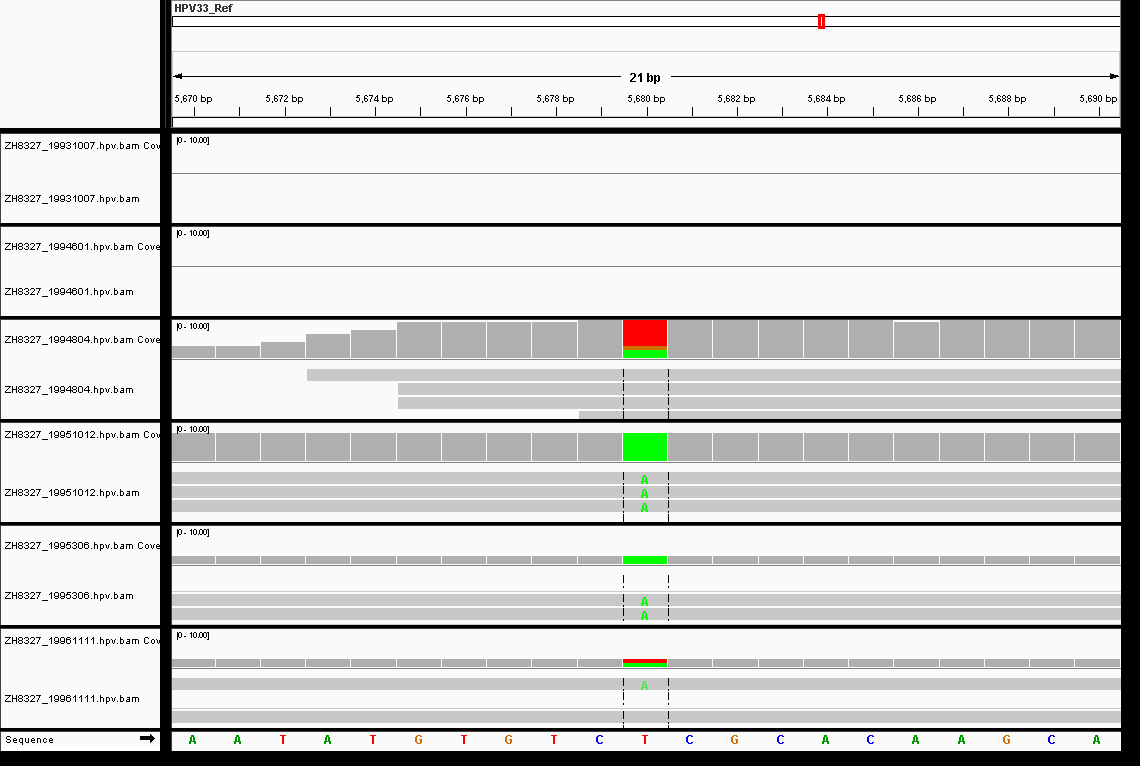 HPV33_Ref
21 bp
5,670 bp 5,672 bp 5,674 bp 5,676 bp 5,678 bp 5,680 bp 5,682 bp 5,684 bp 5,686 bp 5,688 bp 5,690 bp
[0 - 10.00]
ZH8327_19931007.hpv.bam Cov
ZH8327_19931007.hpv.bam
[0 - 10.00]
ZH8327_1994601.hpv.bam Cove
ZH8327_1994601.hpv.bam
[0 - 10.00]
ZH8327_1994804.hpv.bam Cove
ZH8327_1994804.hpv.bam
[0 - 10.00]
ZH8327_19951012.hpv.bam Cov
A
ZH8327_19951012.hpv.bam A
A
[0 - 10.00]
ZH8327_1995306.hpv.bam Cove
ZH8327_1995306.hpv.bam A
A
[0 - 10.00]
ZH8327_19961111.hpv.bam Cov
A
ZH8327_19961111.hpv.bam
Sequence A A T A T G T G T C T C G C A C A A G C A